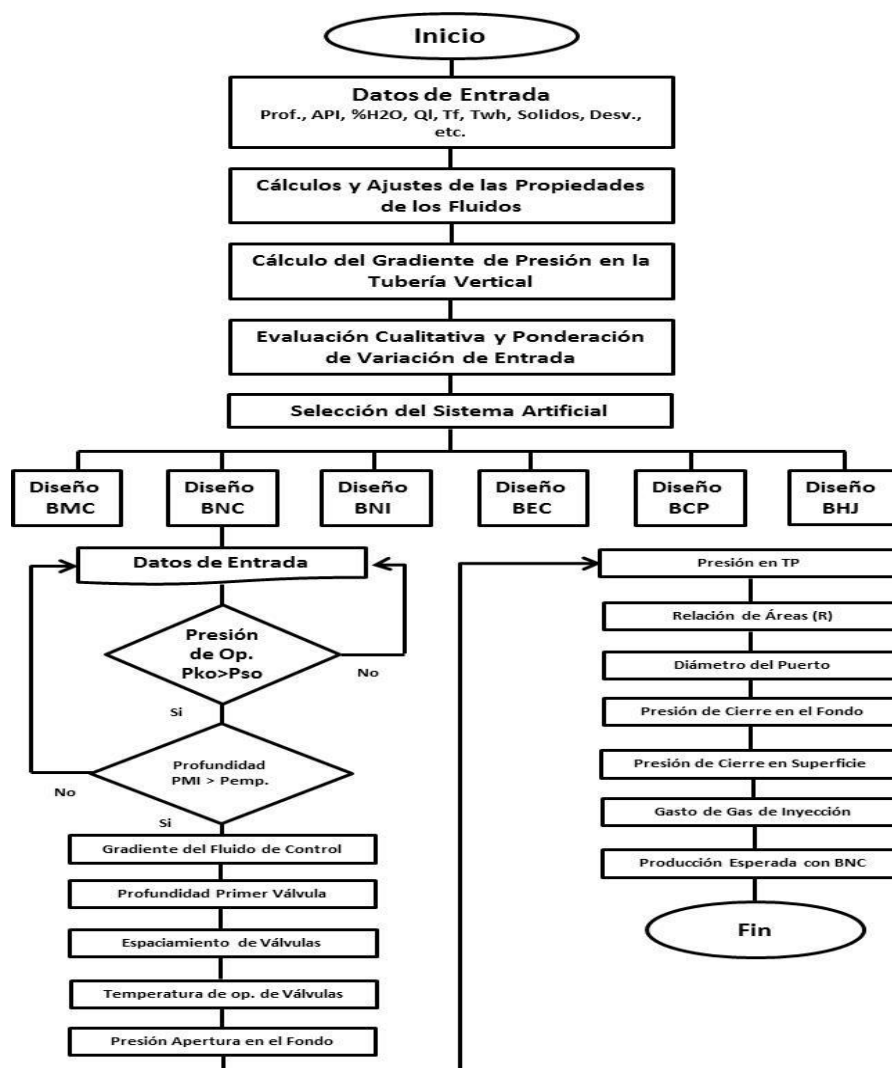 Inicio
Datos de Entrada
Prof., API, %H2O, Ql, Tf, Twh, Solidos, Desv.,
etc.
Cálculos y Ajustes de las Propiedades
de los Fluidos
Cálculo del Gradiente de Presión en la
Tubería Vertical
Evaluación Cualitativa y Ponderación
de Variación de Entrada
Selección del Sistema Artificial
Diseño
BMC
Diseño
BNC
Diseño
BNI
Diseño
BEC
Diseño
BCP
Diseño
BHJ
Datos de Entrada
Presión
de Op.
Pko>Pso
No
Si
Profundidad
PMI > Pemp.
No
Si
Gradiente del Fluido de Control
Profundidad Primer Válvula
Espaciamiento de Válvulas
Temperatura de op. de Válvulas
Presión Apertura en el Fondo
Presión en TP
Relación de Áreas (R)
Diámetro del Puerto
Presión de Cierre en el Fondo
Presión de Cierre en Superficie
Gasto de Gas de Inyección
Producción Esperada con BNC
Fin